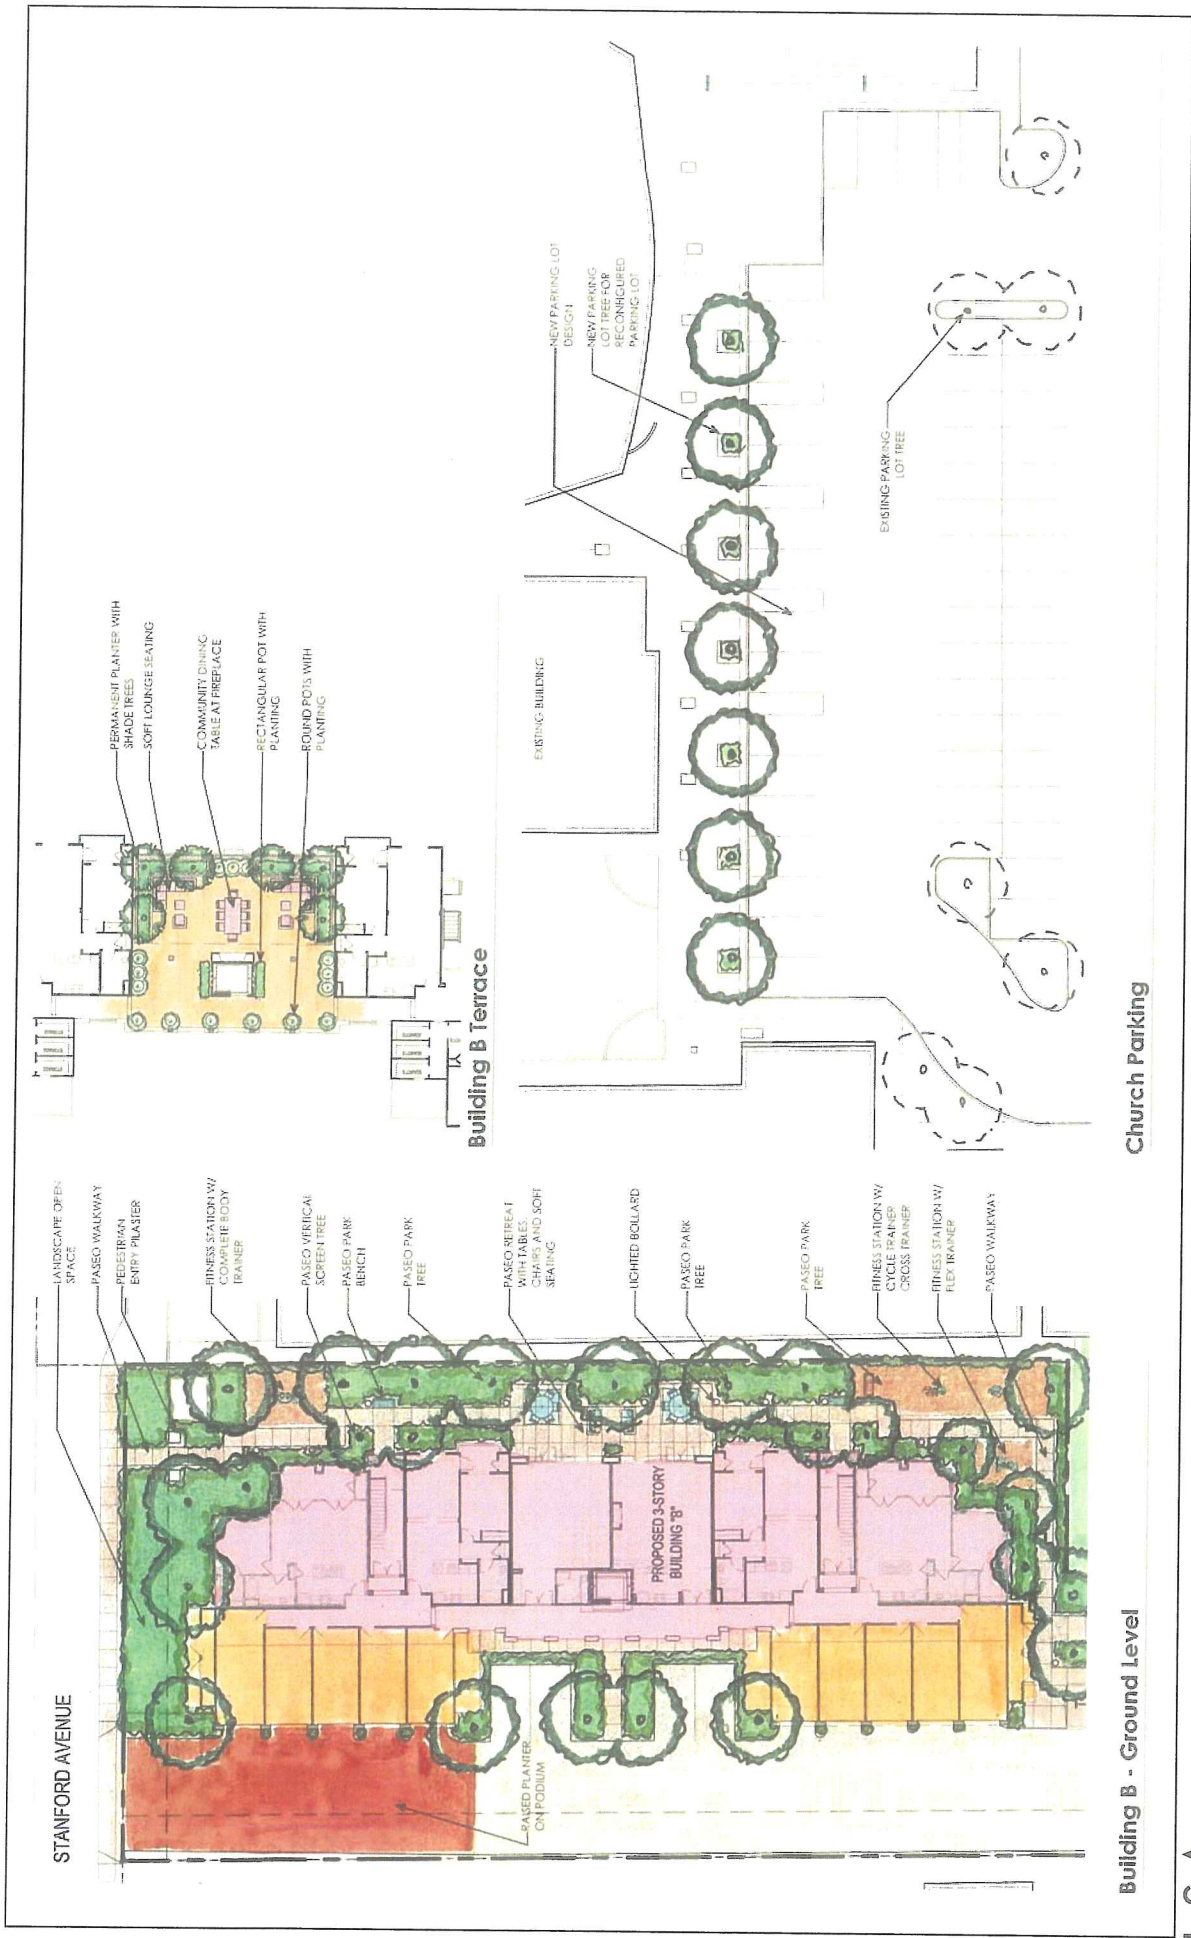 STANFORD AVENUE
LANDSCAPE OPEN
SPACE
PASEO WALKWAY
PEDESTRIAN
ENTRY PILASTER
FITNESS STATION W/
COMPLETE BODY
TRAINER
PASEO VERTICAL
SCREEN TREE
PASEO PARK
BENCH
PASEO PARK
TREE
PASEO RETREAT
WITH TABLES
CHAIRS AND SOFT
SEATING
LIGHTED BOLLARD
PASEO PARK
TREE
PASEO PARK
TREE
FITNESS STATION W/
CYCLE TRAINER
CROSS TRAINER
FITNESS STATION W/
FLEX TRAINER
PASEO WALKWAY
PROPOSED 3-STORY
BUILDING "B"
RAISED PLANTER
ON PODIUM
Building B - Ground Level
PERMANENT PLANTER WITH
SHADE TREES
SOFT LOUNGE SEATING
COMMUNITY DINING
TABLE AT FIREPLACE
RECTANGULAR POT WITH
PLANTING
ROUND POTS WITH
PLANTING
Building B Terrace
NEW PARKING LOT
DESIGN
NEW PARKING
LOT TREE FOR
RECONFIGURED
PARKING LOT
EXISTING BUILDING
EXISTING PARKING
LOT TREE
Church Parking